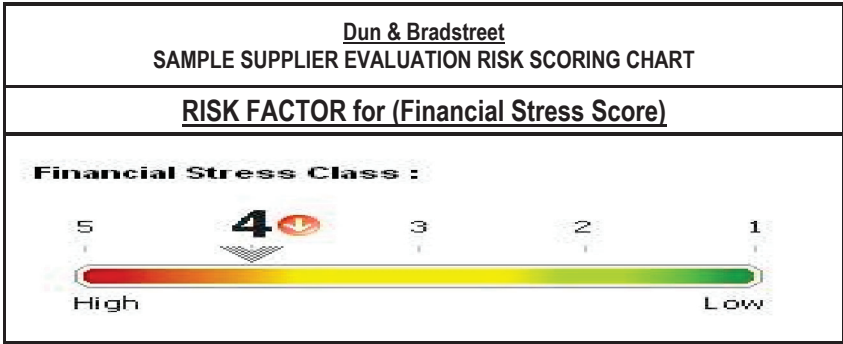 Dun & Bradstreet
SAMPLE SUPPLIER EVALUATION RISK SCORING CHART
RISK FACTOR for (Financial Stress Score)
Financial Stress Class :
5 4 3 2 1
High Low